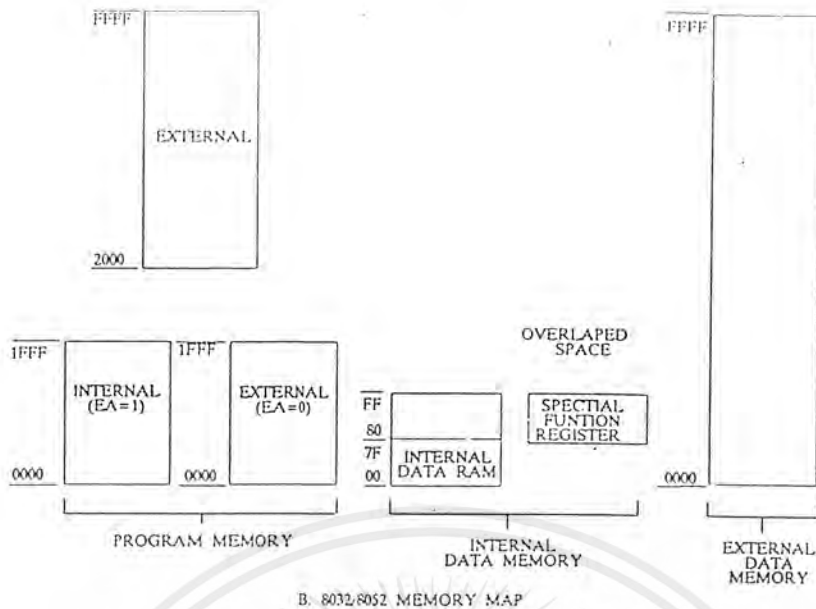 FFFF
EXTERNAL
2000
FFFF
0000
1FFF
INTERNAL
(EA=1)
0000
1FFF
EXTERNAL
(EA=0)
0000
OVERLAPED
SPACE
FF
80
7F
00
INTERNAL
DATA RAM
SPECTIAL
FUNTION
REGISTER
PROGRAM MEMORY
INTERNAL
DATA MEMORY
EXTERNAL
DATA
MEMORY
B. 8032/8052 MEMORY MAP